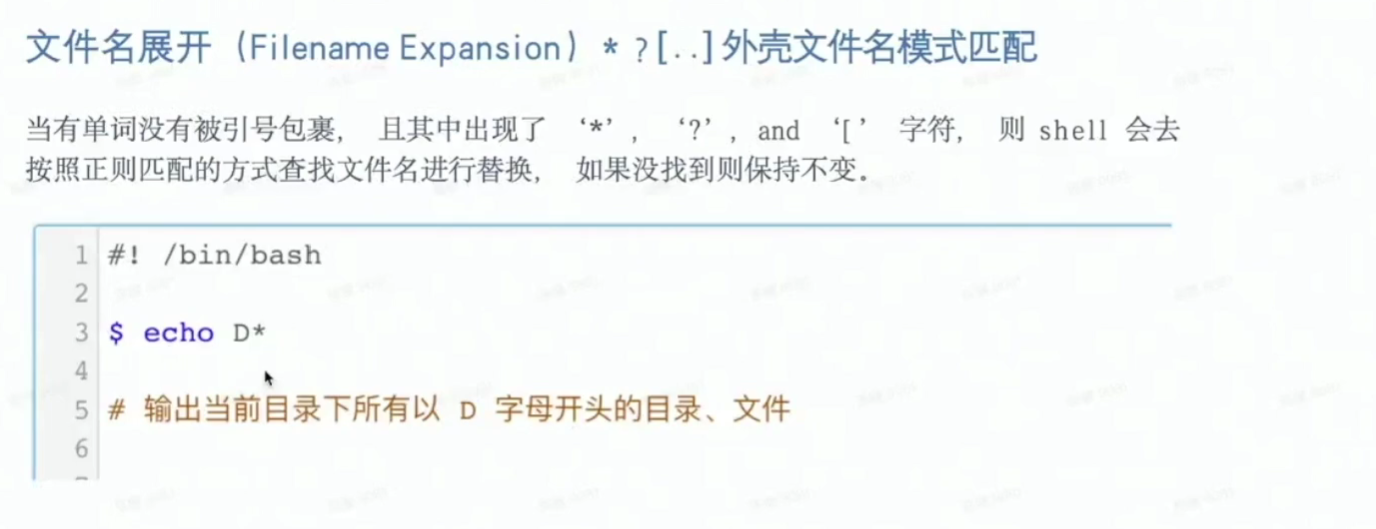 文件名展开（Filename Expansion）* ?[..]外壳文件名模式匹配
当有单词没有被引号包裹， 且其中出现了 ‘*’, ‘?’, and ‘[’ 字符， 则 shell 会去
按照正则匹配的方式查找文件名进行替换， 如果没找到则保持不变。
1 #! /bin/bash
2
3 $ echo D*
4
5 # 输出当前目录下所有以 D 字母开头的目录、文件
6